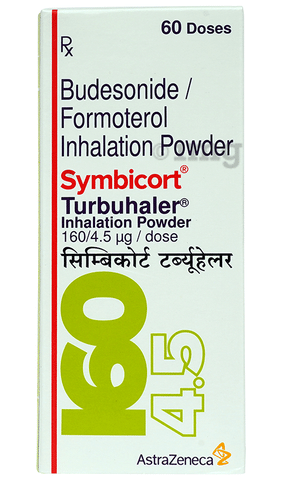 60 Doses
Rx
Budesonide /
Formoterol
Inhalation Powder
Symbicort®
Turbuhaler®
Inhalation Powder
160/4.5 µg / dose
सिम्बिकोर्ट टर्ब्यूहेलर
160
4.5
AstraZeneca